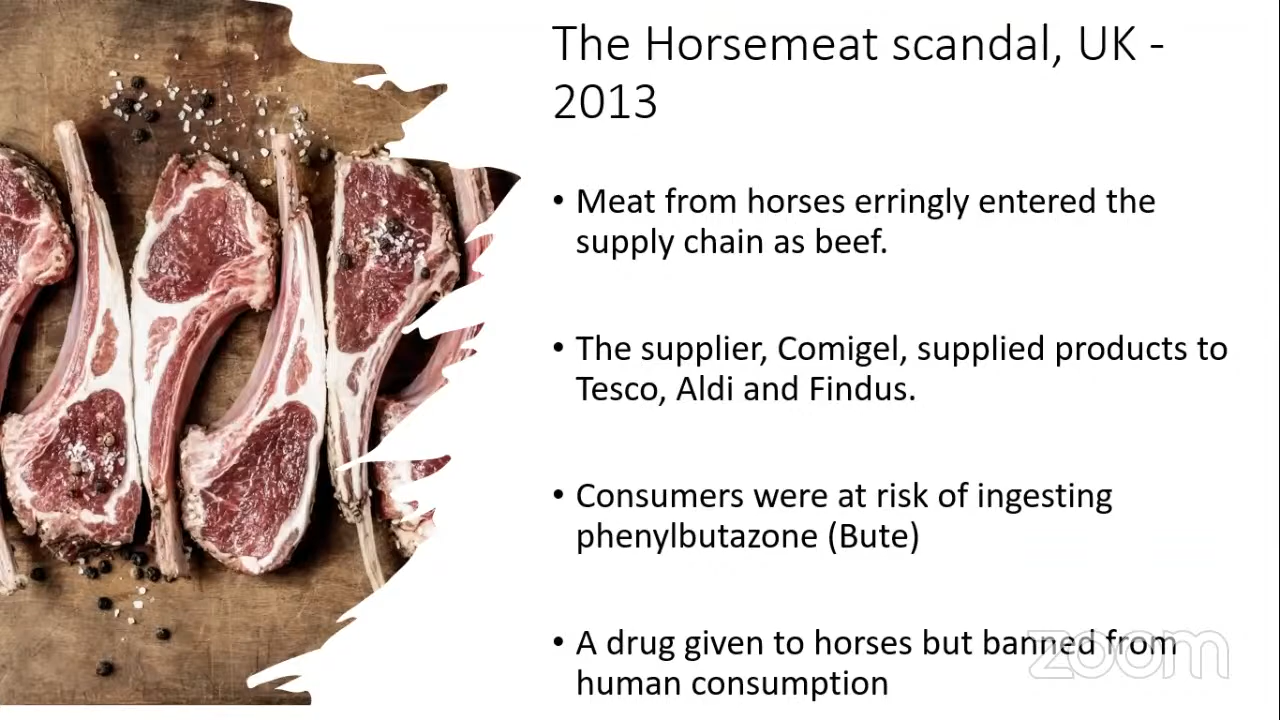 The Horsemeat scandal, UK -
2013
• Meat from horses erringly entered the
supply chain as beef.
• The supplier, Comigel, supplied products to
Tesco, Aldi and Findus.
• Consumers were at risk of ingesting
phenylbutazone (Bute)
• A drug given to horses but banned from
human consumption
zoom